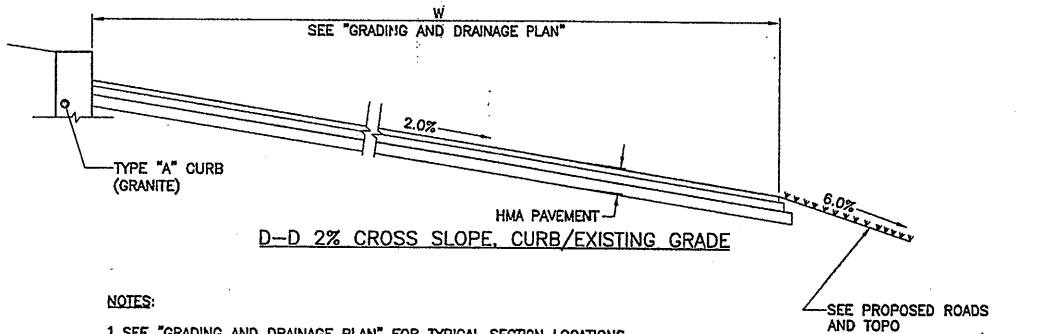 W
SEE "GRADING AND DRAINAGE PLAN"
2.0%
TYPE "A" CURB
(GRANITE)
6.0%
HMA PAVEMENT
D-D 2% CROSS SLOPE, CURB/EXISTING GRADE
NOTES:
SEE PROPOSED ROADS
AND TOPO
1 SEE "GRADING AND DRAINAGE PLAN" FOR TYPICAL SECTION LOCATIONS